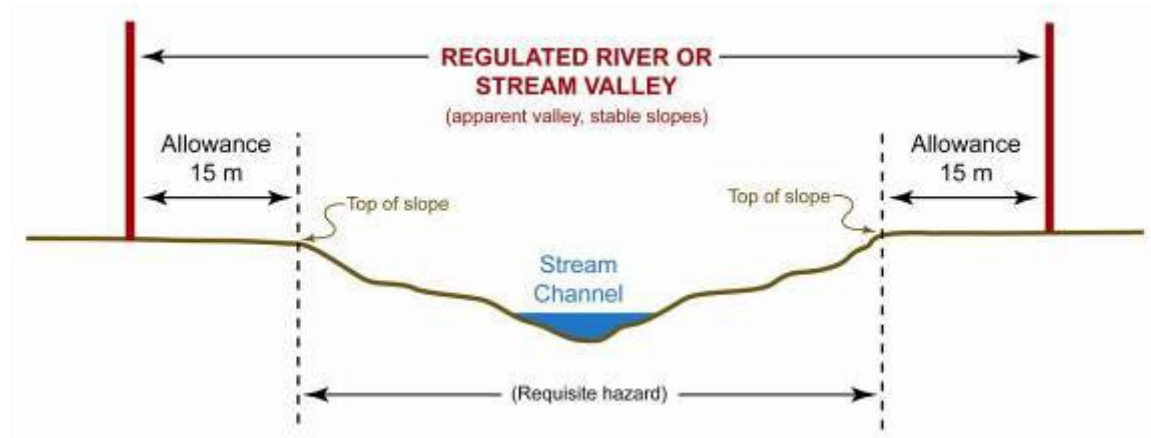 REGULATED RIVER OR
STREAM VALLEY
(apparent valley, stable slopes)
Allowance
15 m
Allowance
15 m
Top of slope
Top of slope
Stream
Channel
(Requisite hazard)